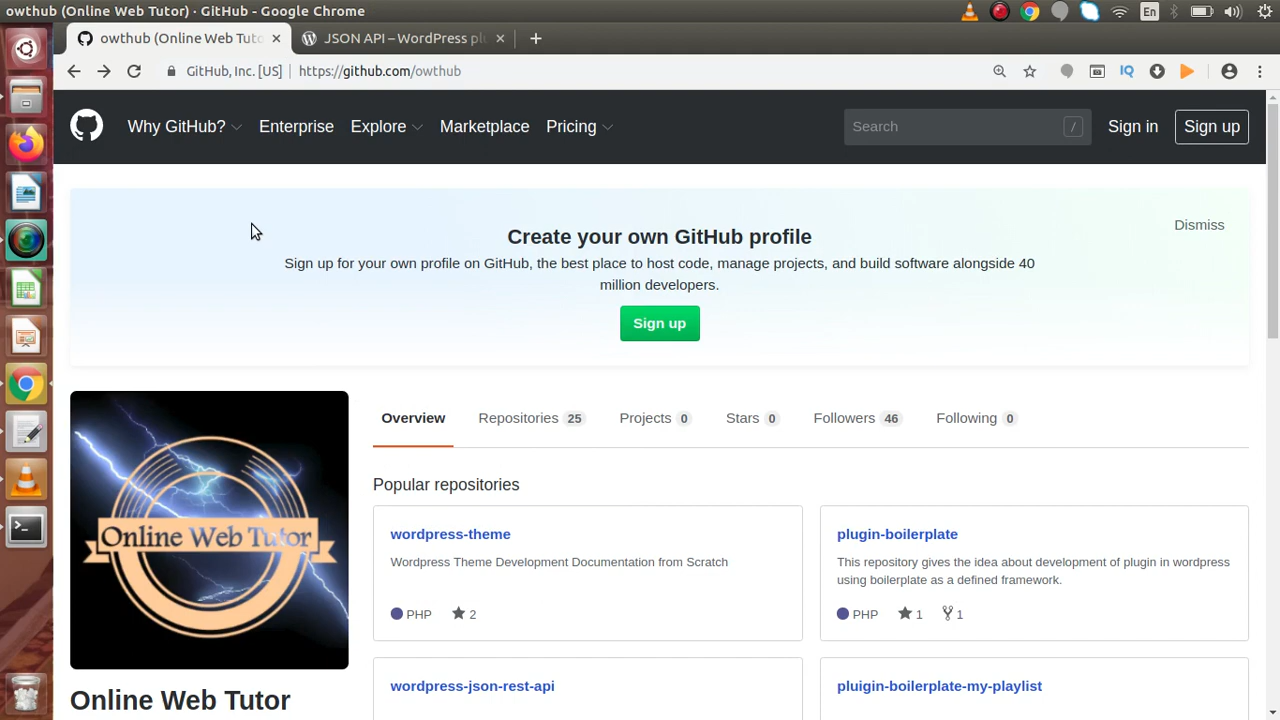 owthub (Online Web Tutor) · GitHub - Google Chrome
En
owthub (Online Web Tuto
JSON API – WordPress plu
GitHub, Inc. [US]
https://github.com/owthub
IQ
Why GitHub?
Enterprise
Explore
Marketplace
Pricing
Search
/
Sign in
Sign up
Dismiss
Create your own GitHub profile
Sign up for your own profile on GitHub, the best place to host code, manage projects, and build software alongside 40
million developers.
Sign up
Overview
Repositories 25
Projects 0
Stars 0
Followers 46
Following 0
Online Web Tutor
Online Web Tutor
Popular repositories
wordpress-theme
Wordpress Theme Development Documentation from Scratch
PHP
2
plugin-boilerplate
This repository gives the idea about development of plugin in wordpress
using boilerplate as a defined framework.
PHP
1
1
wordpress-json-rest-api
pluigin-boilerplate-my-playlist